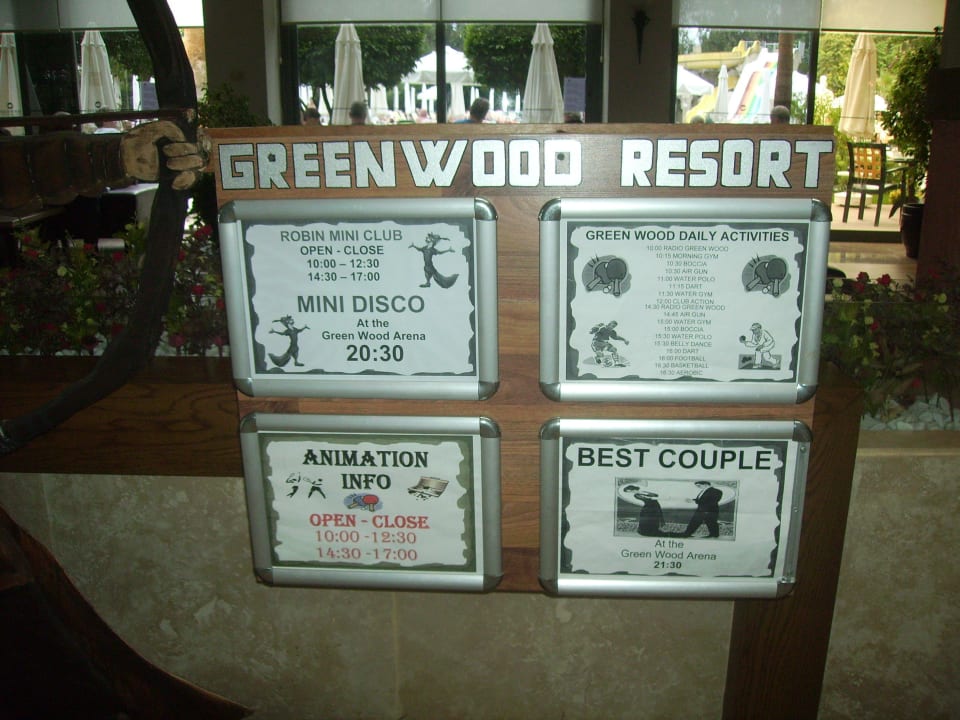 GREENWOOD RESORT
ROBIN MINI CLUB
OPEN - CLOSE
10:00 – 12:30
14:30 – 17:00
MINI DISCO
At the
Green Wood Arena
20:30
GREEN WOOD DAILY ACTIVITIES
10:00 RADIO GREEN WOOD
10:15 MORNING GYM
10:30 BOCCIA
10:30 AIR GUN
11:00 WATER POLO
11:15 DART
11:30 WATER GYM
12:00 CLUB ACTION
14:30 RADIO GREEN WOOD
14:45 AIR GUN
15:00 WATER GYM
15:00 BOCCIA
15:30 WATER POLO
15:30 BELLY DANCE
16:00 DART
16:00 FOOTBALL
16:30 BASKETBALL
16:30 AEROBIC
ANIMATION
INFO
OPEN - CLOSE
10:00 -12:30
14:30 -17:00
BEST COUPLE
At the
Green Wood Arena
21:30